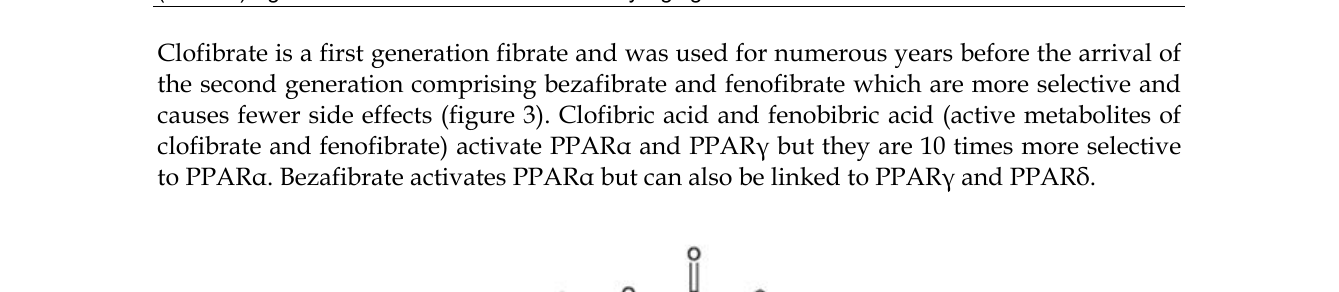 Clofibrate is a first generation fibrate and was used for numerous years before the arrival of
the second generation comprising bezafibrate and fenofibrate which are more selective and
causes fewer side effects (figure 3). Clofibric acid and fenobibric acid (active metabolites of
clofibrate and fenofibrate) activate PPARα and PPARγ but they are 10 times more selective
to PPARα. Bezafibrate activates PPARα but can also be linked to PPARγ and PPARδ.
O